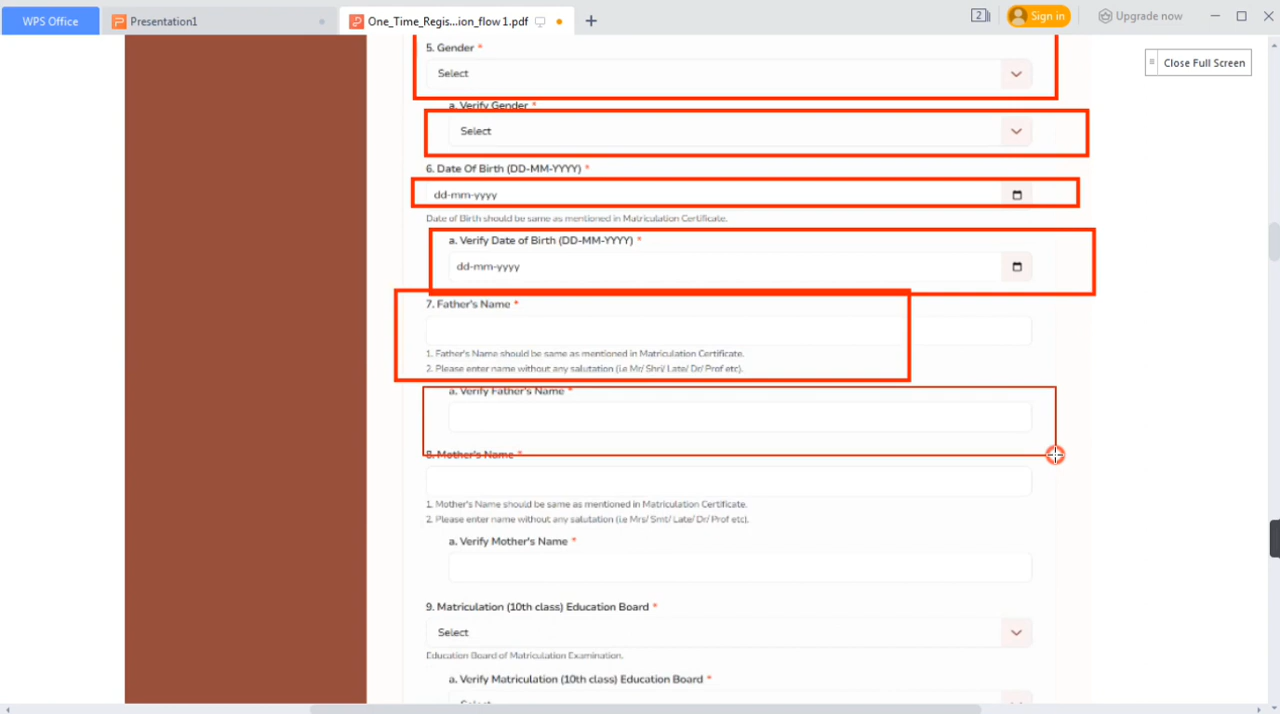 WPS Office
Presentation1
One_Time_Regis...ion_flow 1.pdf
2
Sign in
Upgrade now
Close Full Screen
5. Gender *
Select
a. Verify Gender *
Select
6. Date Of Birth (DD-MM-YYYY) *
dd-mm-yyyy
Date of Birth should be same as mentioned in Matriculation Certificate.
a. Verify Date of Birth (DD-MM-YYYY) *
dd-mm-yyyy
7. Father's Name *
1. Father's Name should be same as mentioned in Matriculation Certificate.
2. Please enter name without any salutation (i.e Mr/ Shri/ Late/ Dr/ Prof etc).
a. Verify Father's Name *
8. Mother's Name *
1. Mother's Name should be same as mentioned in Matriculation Certificate.
2. Please enter name without any salutation (i.e Mrs/ Smt/ Late/ Dr/ Prof etc).
a. Verify Mother's Name *
9. Matriculation (10th class) Education Board *
Select
Education Board of Matriculation Examination.
a. Verify Matriculation (10th class) Education Board *
Select